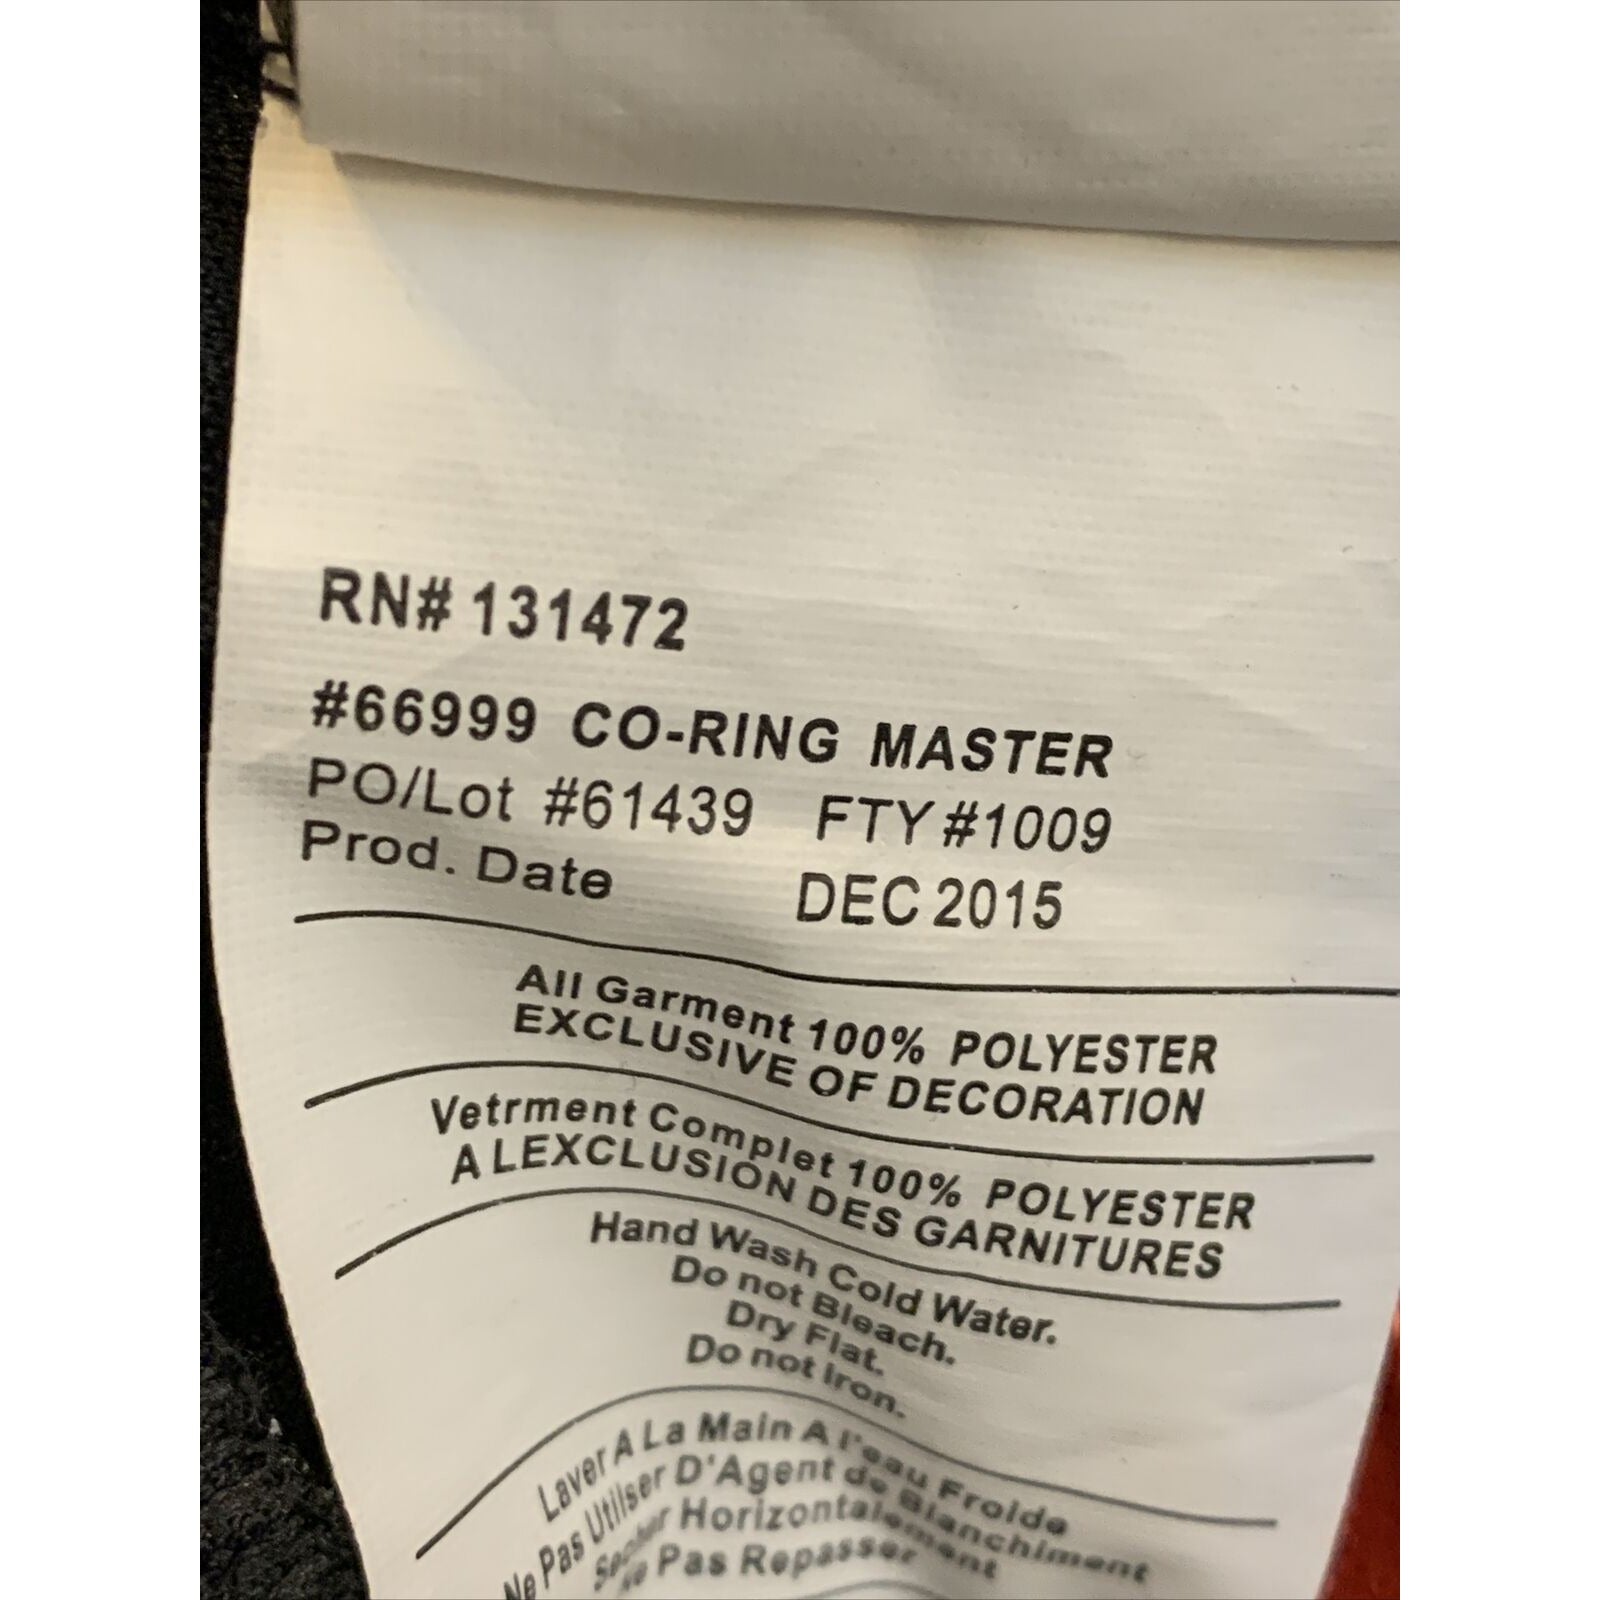 RN# 131472
#66999 CO-RING MASTER
PO/Lot #61439 FTY #1009
Prod. Date DEC 2015
All Garment 100% POLYESTER
EXCLUSIVE OF DECORATION
Vetrment Complet 100% POLYESTER
A LEXCLUSION DES GARNITURES
Hand Wash Cold Water.
Do not Bleach.
Dry Flat.
Do not Iron.
Laver A La Main A l'eau Froide
Ne Pas Utilser D'Agent de Blanchiment
Secher Horizontalement
Ne Pas Repasser